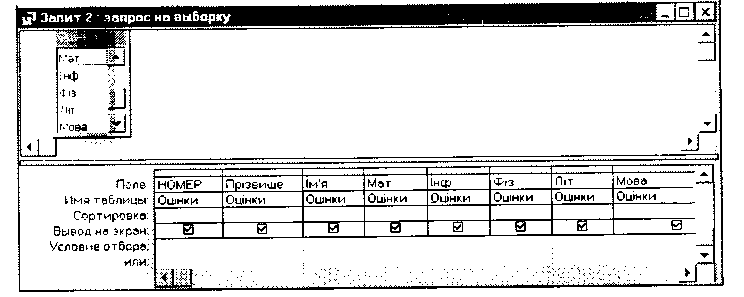 Запит 2 : запрос на выборку
Мат
Інф
Фіз
Літ
Мова
Поле: НОМЕР Прізвище Ім'я Мат Інф Фіз Літ Мова
Имя таблицы: Оцінки Оцінки Оцінки Оцінки Оцінки Оцінки Оцінки Оцінки
Сортировка:
Вывод на экран:
Условие отбора:
или: